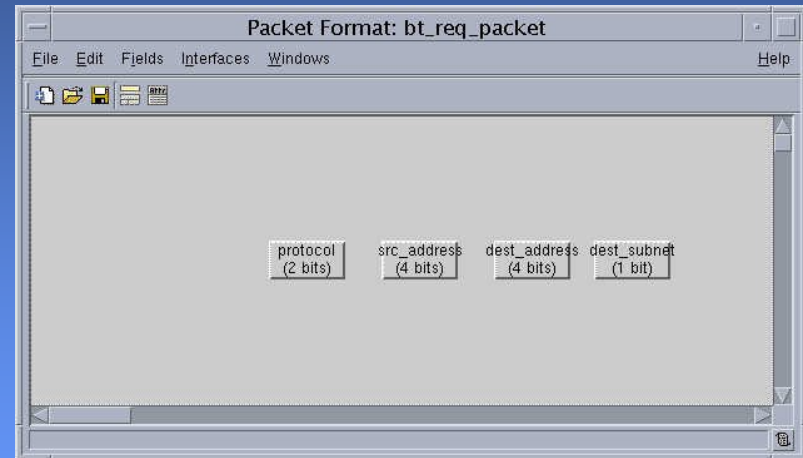 Packet Format: bt_req_packet
File Edit Fields Interfaces Windows Help
protocol
(2 bits)
src_address
(4 bits)
dest_address
(4 bits)
dest_subnet
(1 bit)